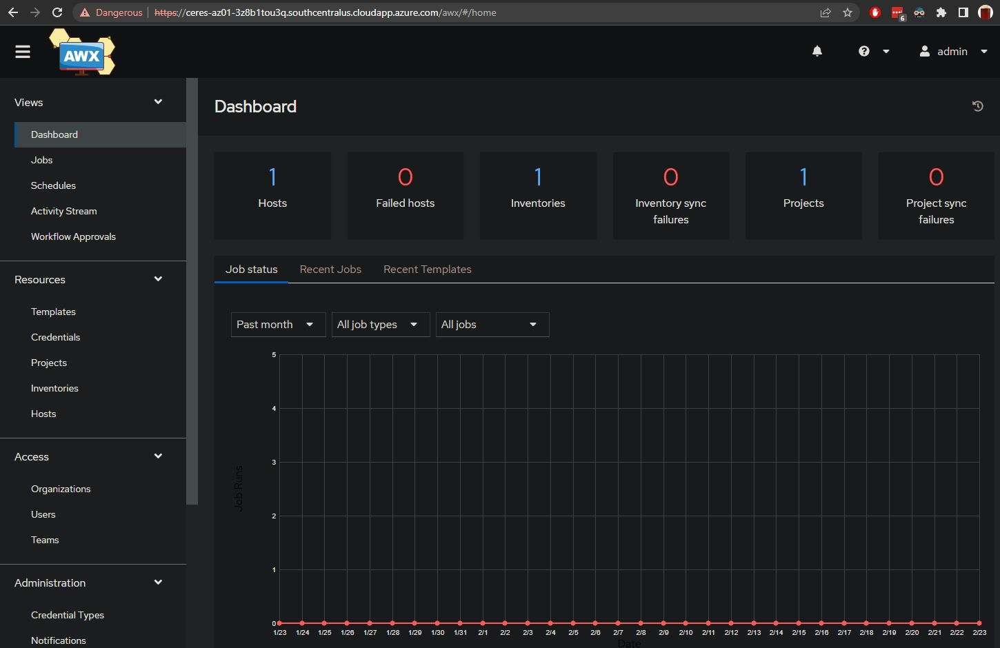 Dangerous https://ceres-az01-3z8b1tou3q.southcentralus.cloudapp.azure.com/awx/#/home
6
AWX
admin
Views
Dashboard
Jobs
Schedules
Activity Stream
Workflow Approvals
Resources
Templates
Credentials
Projects
Inventories
Hosts
Access
Organizations
Users
Teams
Administration
Credential Types
Notifications
Dashboard
1
Hosts
0
Failed hosts
1
Inventories
0
Inventory sync
failures
1
Projects
0
Project sync
failures
Job status Recent Jobs Recent Templates
Past month All job types All jobs
Job Runs
5
4
3
2
1
0
1/23 1/24 1/25 1/26 1/27 1/28 1/29 1/30 1/31 2/1 2/2 2/3 2/4 2/5 2/6 2/7 2/8 2/9 2/10 2/11 2/12 2/13 2/14 2/15 2/16 2/17 2/18 2/19 2/20 2/21 2/22 2/23
Date